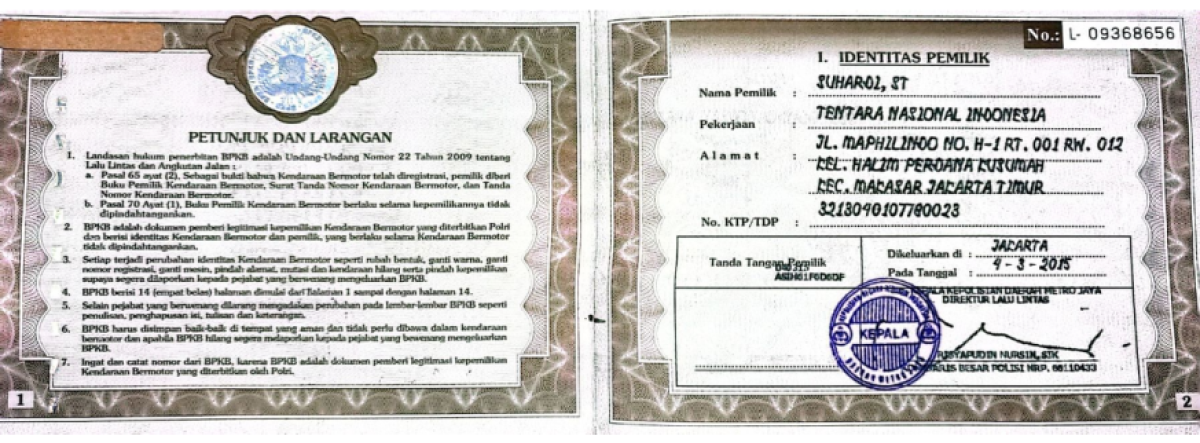 PETUNJUK DAN LARANGAN
1. Landasan hukum penerbitan BPKB adalah Undang-Undang Nomor 22 Tahun 2009 tentang
Lalu Lintas dan Angkutan Jalan :
a. Pasal 65 ayat (2), Sebagai bukti bahwa Kendaraan Bermotor telah diregistrasi, pemilik diberi
Buku Pemilik Kendaraan Bermotor, Surat Tanda Nomor Kendaraan Bermotor, dan Tanda
Nomor Kendaraan Bermotor.
b. Pasal 70 Ayat (1), Buku Pemilik Kendaraan Bermotor berlaku selama kepemilikannya tidak
dipindahtangankan.
2. BPKB adalah dokumen pemberi legitimasi kepemilikan Kendaraan Bermotor yang diterbitkan Polri
dan berisi identitas Kendaraan Bermotor dan pemilik, yang berlaku selama Kendaraan Bermotor
tidak dipindahtangankan.
3. Setiap terjadi perubahan identitas Kendaraan Bermotor seperti rubah bentuk, ganti warna, ganti
nomor registrasi, ganti mesin, pindah alamat, mutasi dan kendaraan hilang serta pindah kepemilikan
supaya segera dilaporkan kepada pejabat yang berwenang mengeluarkan BPKB.
4. BPKB berisi 14 (empat belas) halaman dimulai dari halaman 1 sampai dengan halaman 14.
5. Selain pejabat yang berwenang dilarang mengadakan perubahan pada lembar-lembar BPKB seperti
penulisan, penghapusan isi, tulisan dan keterangan.
6. BPKB harus disimpan baik-baik di tempat yang aman dan tidak perlu dibawa dalam kendaraan
bermotor dan apabila BPKB hilang segera melaporkan kepada pejabat yang berwenang mengeluarkan
BPKB.
7. Ingat dan catat nomor dari BPKB, karena BPKB adalah dokumen pemberi legitimasi kepemilikan
Kendaraan Bermotor yang diterbitkan oleh Polri.
1
No.: L- 09368656
I. IDENTITAS PEMILIK
Nama Pemilik : SUHARDI, ST
Pekerjaan : TENTARA NASIONAL INDONESIA
Alamat : JL. MAPHILINDO NO. H-1 RT. 001 RW. 012
KEL. HALIM PERDANA KUSUMAH
KEC. MAKASAR JAKARTA TIMUR
No. KTP/TDP : 3213090107780023
Tanda Tangan Pemilik
Dikeluarkan di : JAKARTA
Pada Tanggal : 4 - 3 - 2015
KEPALA KEPOLISIAN DAERAH METRO JAYA
DIREKTUR LALU LINTAS
KEPALA
NURSIN, SIK
BESAR POLISI NRP. 66110433
2